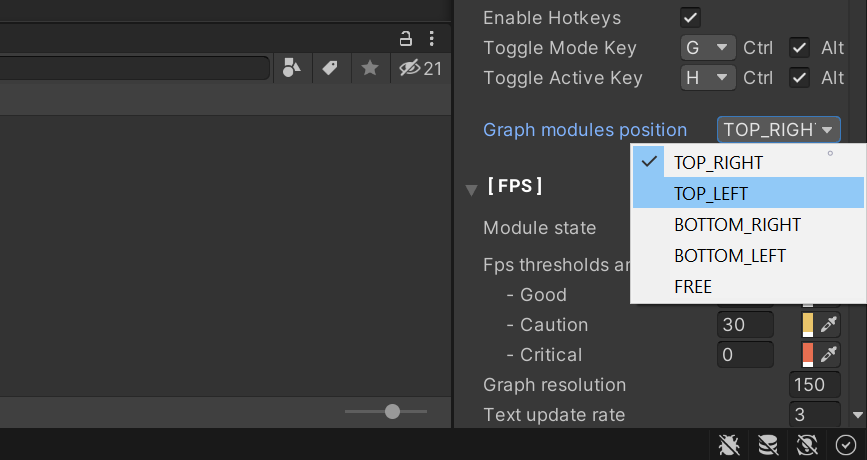 Enable Hotkeys
Toggle Mode Key G Ctrl Alt
21
Toggle Active Key H Ctrl Alt
Graph modules position TOP_RIGHT
TOP_RIGHT
[ FPS ]
TOP_LEFT
Module state
BOTTOM_RIGHT
Fps thresholds
BOTTOM_LEFT
- Good
FREE
- Caution 30
- Critical 0
Graph resolution 150
Text update rate 3